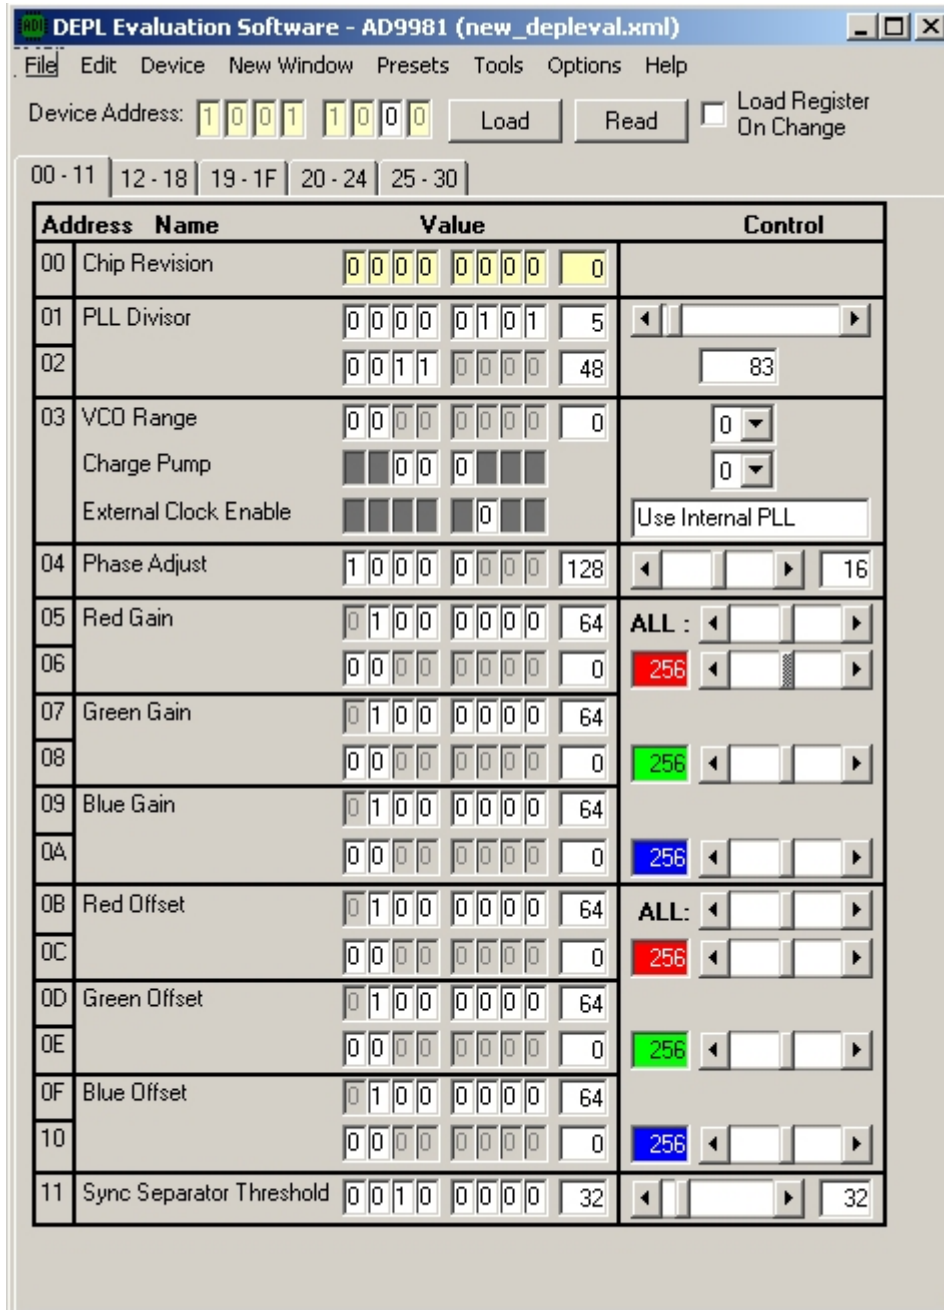 ADI DEPL Evaluation Software - AD9981 (new_depleval.xml)
File Edit Device New Window Presets Tools Options Help
Device Address: 1 0 0 1 1 0 0 0 Load Read Load Register
On Change
00 - 11 12 - 18 19 - 1F 20 - 24 25 - 30
Address Name Value Control
00 Chip Revision 0 0 0 0 0 0 0 0 0
01 PLL Divisor 0 0 0 0 0 1 0 1 5
02 0 0 1 1 0 0 0 0 48 83
03 VCO Range 0 0 0 0 0 0 0 0 0 0
Charge Pump 0 0 0 0
External Clock Enable 0 Use Internal PLL
04 Phase Adjust 1 0 0 0 0 0 0 0 128 16
05 Red Gain 0 1 0 0 0 0 0 0 64 ALL :
06 0 0 0 0 0 0 0 0 0 256
07 Green Gain 0 1 0 0 0 0 0 0 64
08 0 0 0 0 0 0 0 0 0 256
09 Blue Gain 0 1 0 0 0 0 0 0 64
0A 0 0 0 0 0 0 0 0 0 256
0B Red Offset 0 1 0 0 0 0 0 0 64 ALL:
0C 0 0 0 0 0 0 0 0 0 256
0D Green Offset 0 1 0 0 0 0 0 0 64
0E 0 0 0 0 0 0 0 0 0 256
0F Blue Offset 0 1 0 0 0 0 0 0 64
10 0 0 0 0 0 0 0 0 0 256
11 Sync Separator Threshold 0 0 1 0 0 0 0 0 32 32